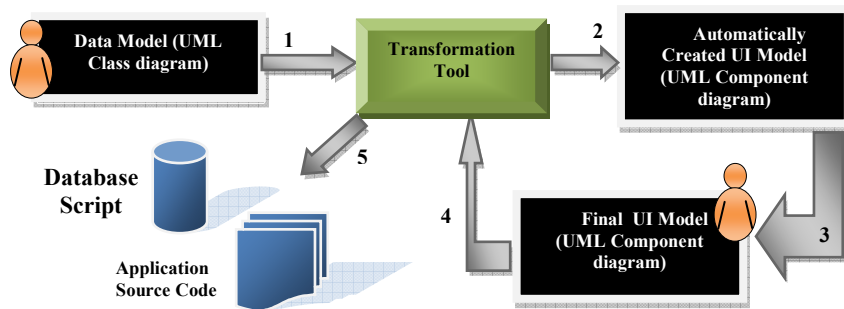 Data Model (UML
Class diagram)
1
Transformation
Tool
2
Automatically
Created UI Model
(UML Component
diagram)
3
Final UI Model
(UML Component
diagram)
4
5
Database
Script
Application
Source Code